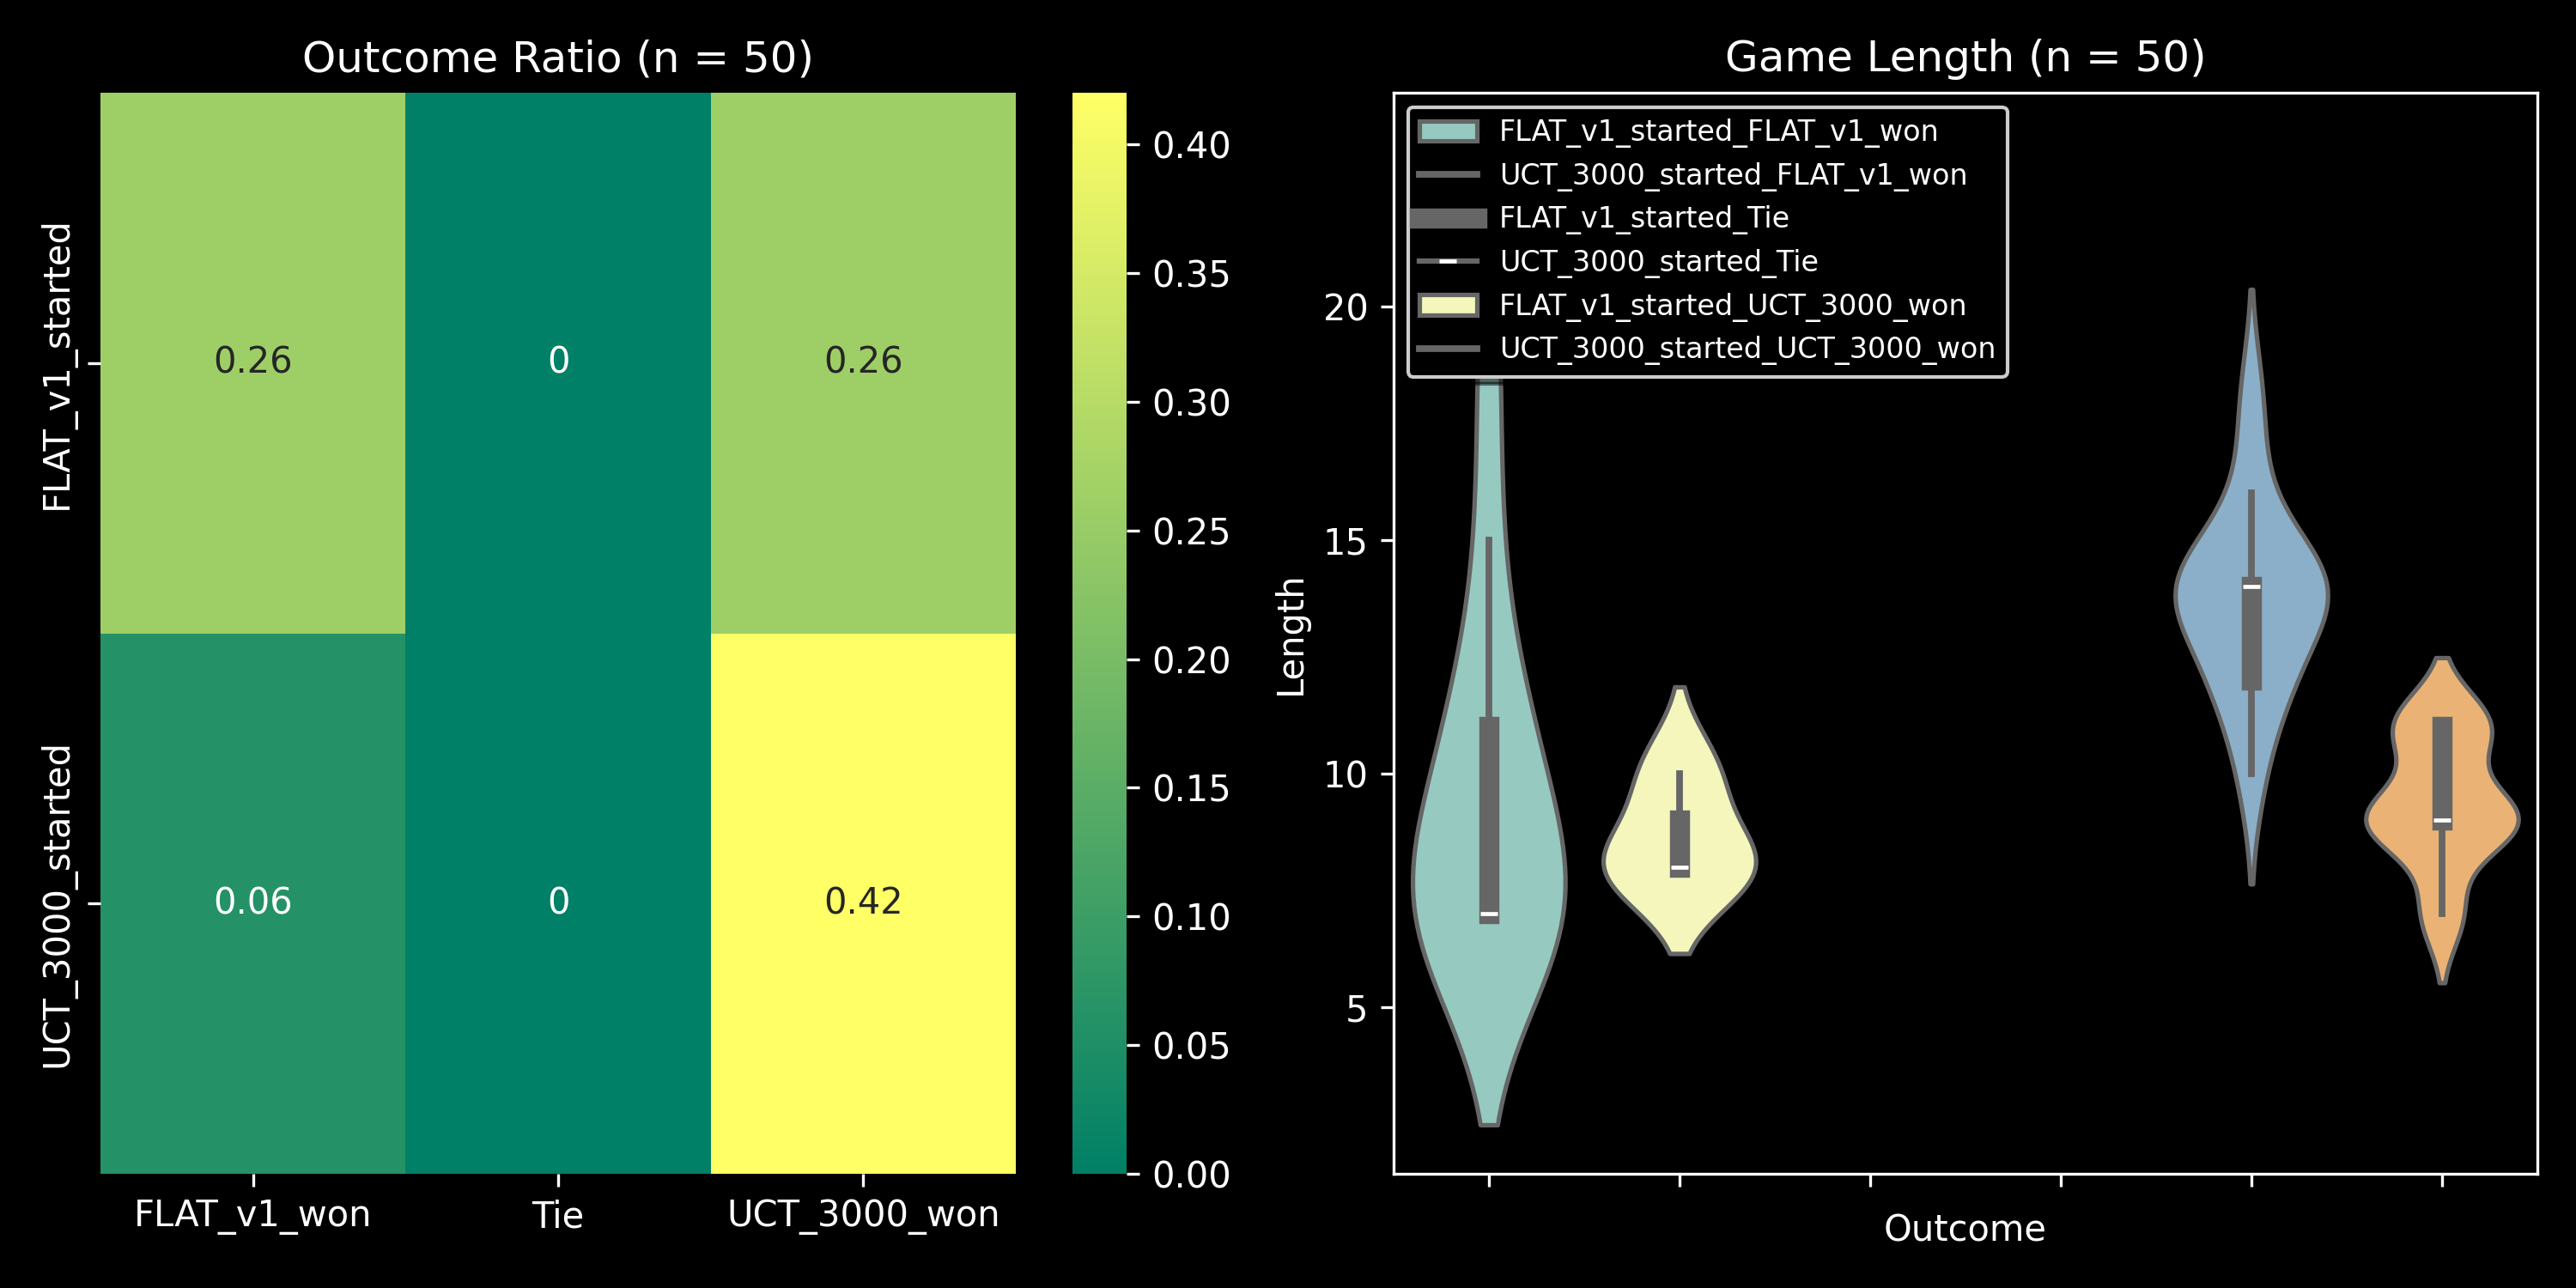 Outcome Ratio (n = 50)
FLAT_v1_started
UCT_3000_started
0.26
0
0.26
0.06
0
0.42
FLAT_v1_won
Tie
UCT_3000_won
0.40
0.35
0.30
0.25
0.20
0.15
0.10
0.05
0.00
Game Length (n = 50)
FLAT_v1_started_FLAT_v1_won
UCT_3000_started_FLAT_v1_won
FLAT_v1_started_Tie
UCT_3000_started_Tie
FLAT_v1_started_UCT_3000_won
UCT_3000_started_UCT_3000_won
Length
20
15
10
5
Outcome